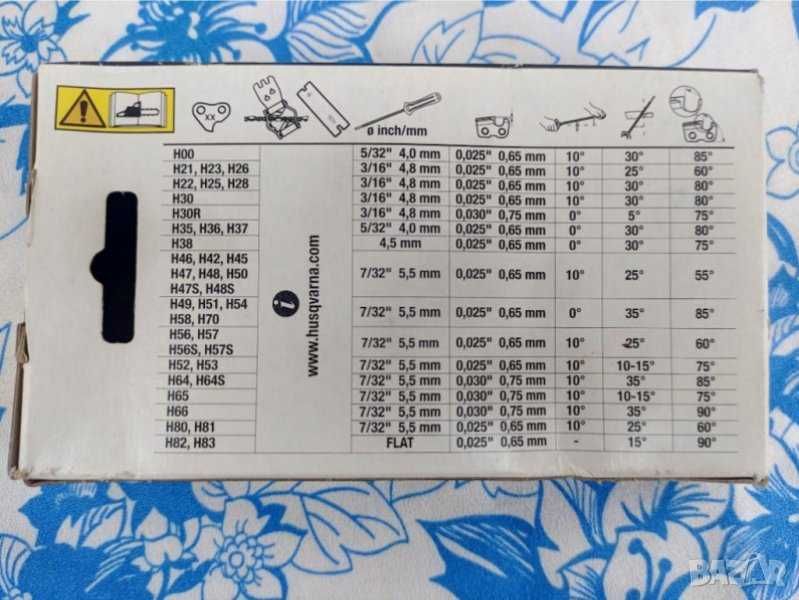 XX
ø inch/mm
H00 5/32" 4,0 mm 0,025" 0,65 mm 10° 30° 85°
H21, H23, H26 3/16" 4,8 mm 0,025" 0,65 mm 10° 25° 60°
H22, H25, H28 3/16" 4,8 mm 0,025" 0,65 mm 10° 30° 80°
H30 3/16" 4,8 mm 0,025" 0,65 mm 10° 30° 80°
H30R 3/16" 4,8 mm 0,030" 0,75 mm 0° 5° 75°
H35, H36, H37 5/32" 4,0 mm 0,025" 0,65 mm 0° 30° 80°
H38 4,5 mm 0,025" 0,65 mm 0° 30° 75°
H46, H42, H45
H47, H48, H50 7/32" 5,5 mm 0,025" 0,65 mm 10° 25° 55°
H47S, H48S
H49, H51, H54
H58, H70 7/32" 5,5 mm 0,025" 0,65 mm 0° 35° 85°
H56, H57
H56S, H57S 7/32" 5,5 mm 0,025" 0,65 mm 10° 25° 60°
H52, H53 7/32" 5,5 mm 0,025" 0,65 mm 10° 10-15° 75°
H64, H64S 7/32" 5,5 mm 0,030" 0,75 mm 10° 35° 85°
H65 7/32" 5,5 mm 0,030" 0,75 mm 10° 10-15° 75°
H66 7/32" 5,5 mm 0,030" 0,75 mm 10° 35° 90°
H80, H81 7/32" 5,5 mm 0,025" 0,65 mm 10° 25° 60°
H82, H83 FLAT 0,025" 0,65 mm - 15° 90°
i www.husqvarna.com
BAZAR
bg